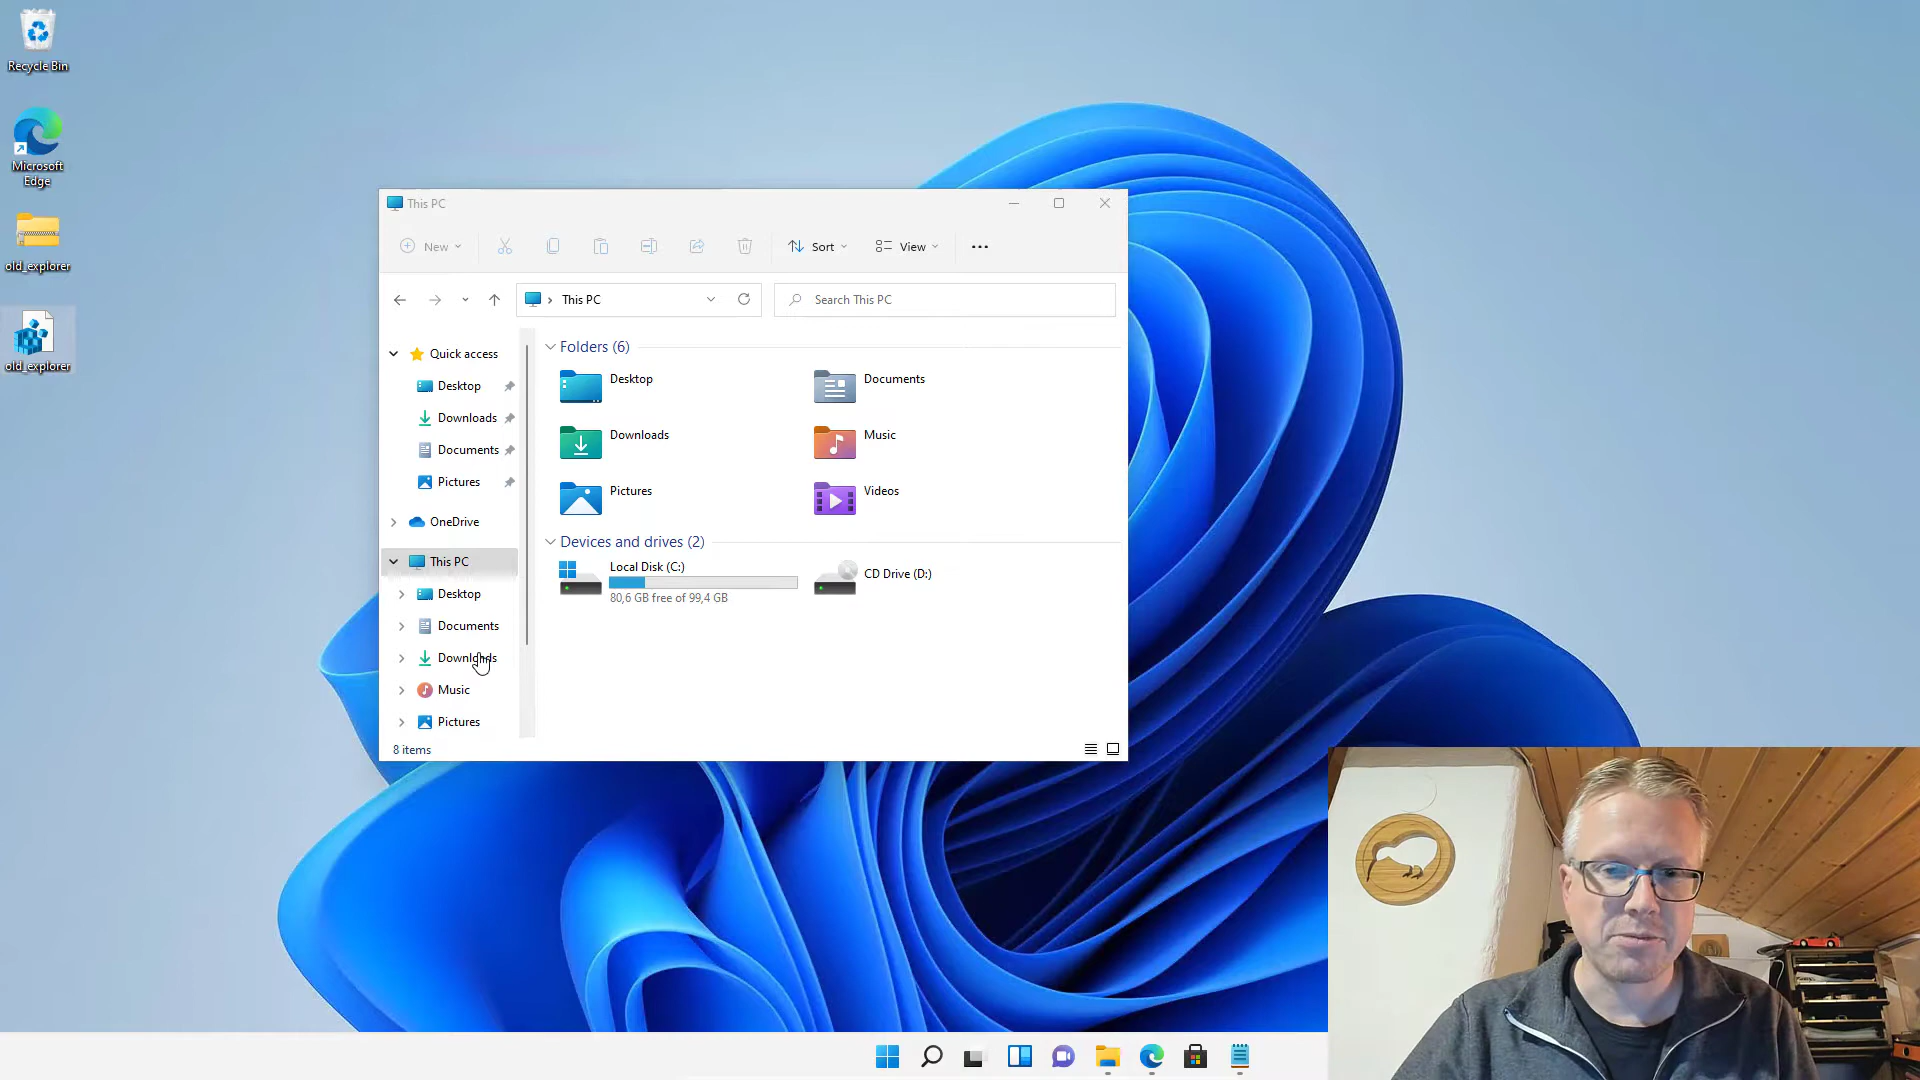 Recycle Bin
Microsoft
Edge
old_explorer
old_explorer
This PC
New
Sort
View
This PC
Search This PC
Quick access
Desktop
Downloads
Documents
Pictures
OneDrive
This PC
Desktop
Documents
Downloads
Music
Pictures
Folders (6)
Desktop
Documents
Downloads
Music
Pictures
Videos
Devices and drives (2)
Local Disk (C:)
80,6 GB free of 99,4 GB
CD Drive (D:)
8 items